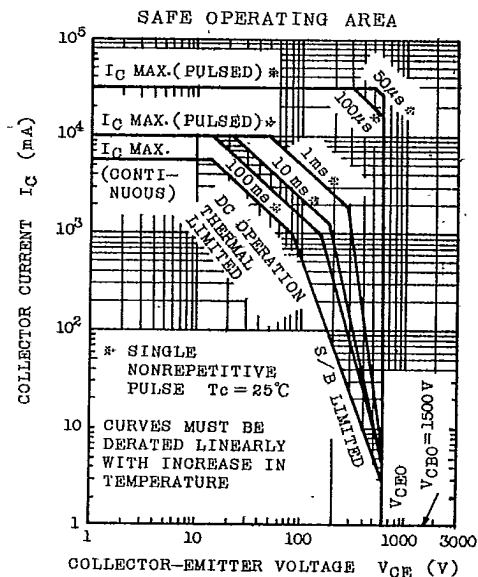 SAFE OPERATING AREA
10⁵
I_C MAX.(PULSED)※
50μs※
100μs※
10⁴
I_C MAX.(PULSED)※
I_C MAX.
(CONTI-
NUOUS)
1ms※
10 ms※
100ms※
10³
DC OPERATION
THERMAL
LIMITED
10²
S/B LIMITED
※ SINGLE
NONREPETITIVE
PULSE Tc=25℃
CURVES MUST BE
DERATED LINEARLY
WITH INCREASE IN
TEMPERATURE
10
1
V_CEO
V_CBO=1500V
1 10 100 1000 3000
COLLECTOR CURRENT I_C (mA)
COLLECTOR-EMITTER VOLTAGE V_CE (V)